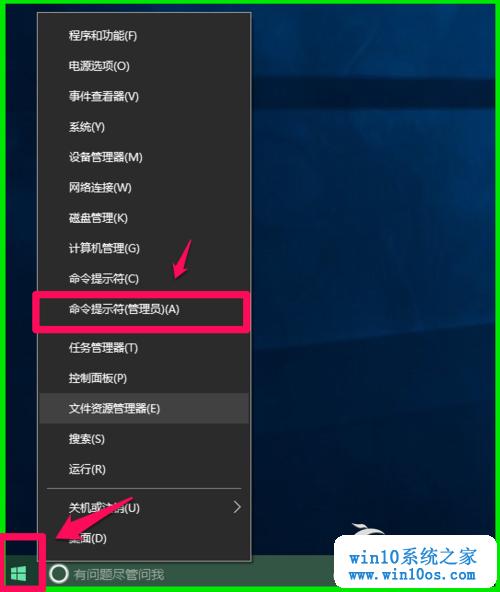 程序和功能(F)
电源选项(O)
事件查看器(V)
系统(Y)
设备管理器(M)
网络连接(W)
磁盘管理(K)
计算机管理(G)
命令提示符(C)
命令提示符(管理员)(A)
任务管理器(T)
控制面板(P)
文件资源管理器(E)
搜索(S)
运行(R)
关机或注销(U)
桌面(D)
有问题尽管问我
win10系统之家
www.win10os.com